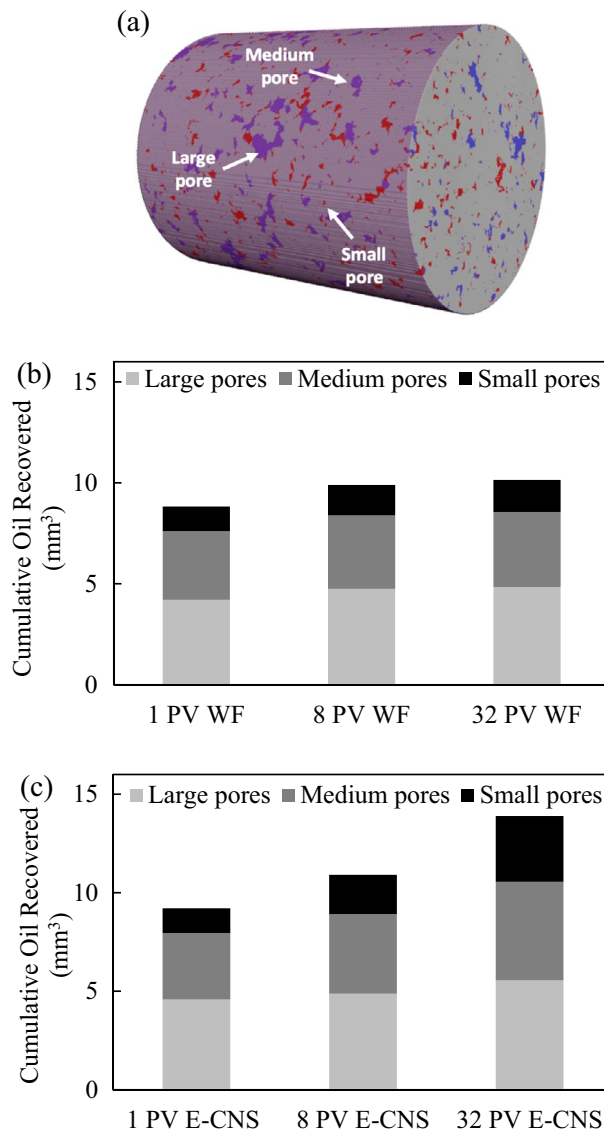 (a)
Medium
pore
Large
pore
Small
pore
(b)
Large pores Medium pores Small pores
Cumulative Oil Recovered
(mm³)
15
10
5
0
1 PV WF 8 PV WF 32 PV WF
(c)
Large pores Medium pores Small pores
Cumulative Oil Recovered
(mm³)
15
10
5
0
1 PV E-CNS 8 PV E-CNS 32 PV E-CNS